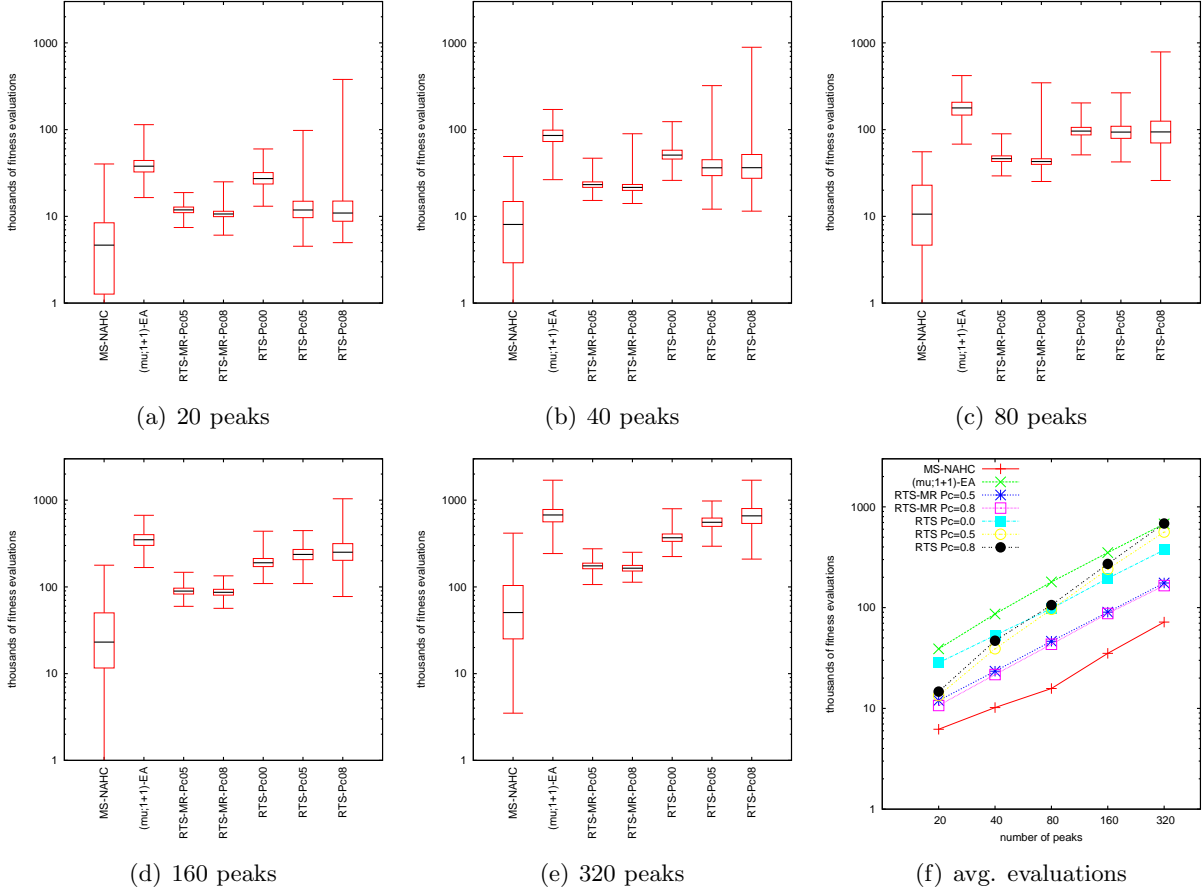 1000
100
10
1
thousands of fitness evaluations
MS-NAHC
(mu;1+1)-EA
RTS-MR-Pc05
RTS-MR-Pc08
RTS-Pc00
RTS-Pc05
RTS-Pc08
(a) 20 peaks
1000
100
10
1
thousands of fitness evaluations
MS-NAHC
(mu;1+1)-EA
RTS-MR-Pc05
RTS-MR-Pc08
RTS-Pc00
RTS-Pc05
RTS-Pc08
(b) 40 peaks
1000
100
10
1
thousands of fitness evaluations
MS-NAHC
(mu;1+1)-EA
RTS-MR-Pc05
RTS-MR-Pc08
RTS-Pc00
RTS-Pc05
RTS-Pc08
(c) 80 peaks
1000
100
10
1
thousands of fitness evaluations
MS-NAHC
(mu;1+1)-EA
RTS-MR-Pc05
RTS-MR-Pc08
RTS-Pc00
RTS-Pc05
RTS-Pc08
(d) 160 peaks
1000
100
10
1
thousands of fitness evaluations
MS-NAHC
(mu;1+1)-EA
RTS-MR-Pc05
RTS-MR-Pc08
RTS-Pc00
RTS-Pc05
RTS-Pc08
(e) 320 peaks
MS-NAHC
(mu;1+1)-EA
RTS-MR Pc=0.5
RTS-MR Pc=0.8
RTS Pc=0.0
RTS Pc=0.5
RTS Pc=0.8
1000
100
10
1
thousands of fitness evaluations
20 40 80 160 320
number of peaks
(f) avg. evaluations